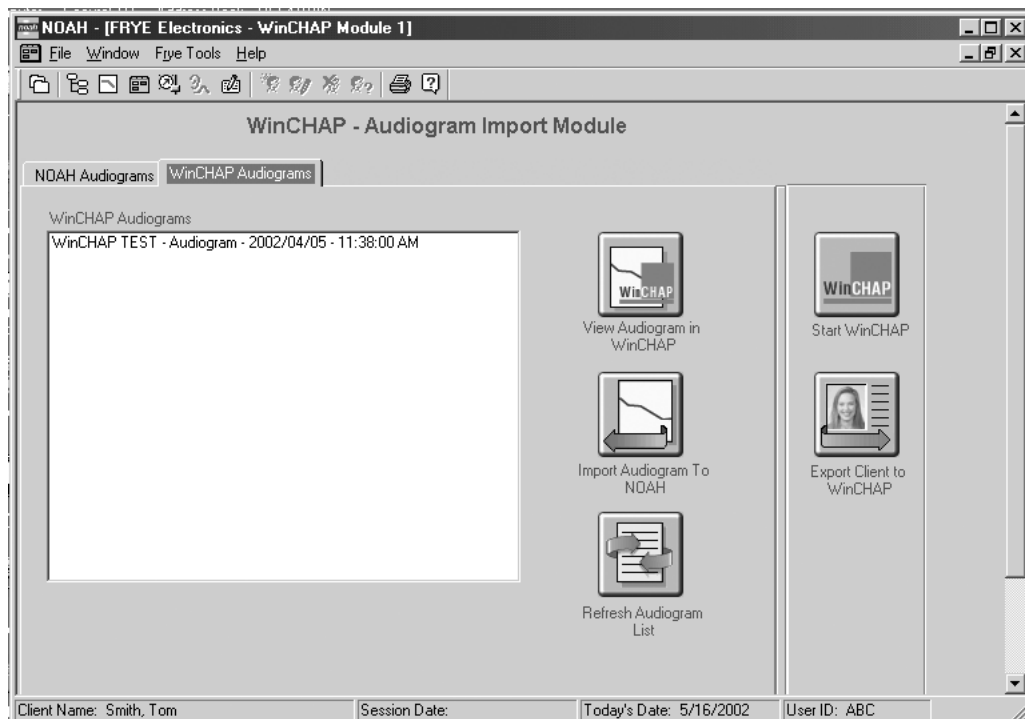 NOAH - [FRYE Electronics - WinCHAP Module 1]
File Window Frye Tools Help
WinCHAP - Audiogram Import Module
NOAH Audiograms
WinCHAP Audiograms
WinCHAP Audiograms
WinCHAP TEST - Audiogram - 2002/04/05 - 11:38:00 AM
WinCHAP
View Audiogram in
WinCHAP
WinCHAP
Start WinCHAP
Import Audiogram To
NOAH
Export Client to
WinCHAP
Refresh Audiogram
List
Client Name: Smith, Tom
Session Date:
Today's Date: 5/16/2002
User ID: ABC